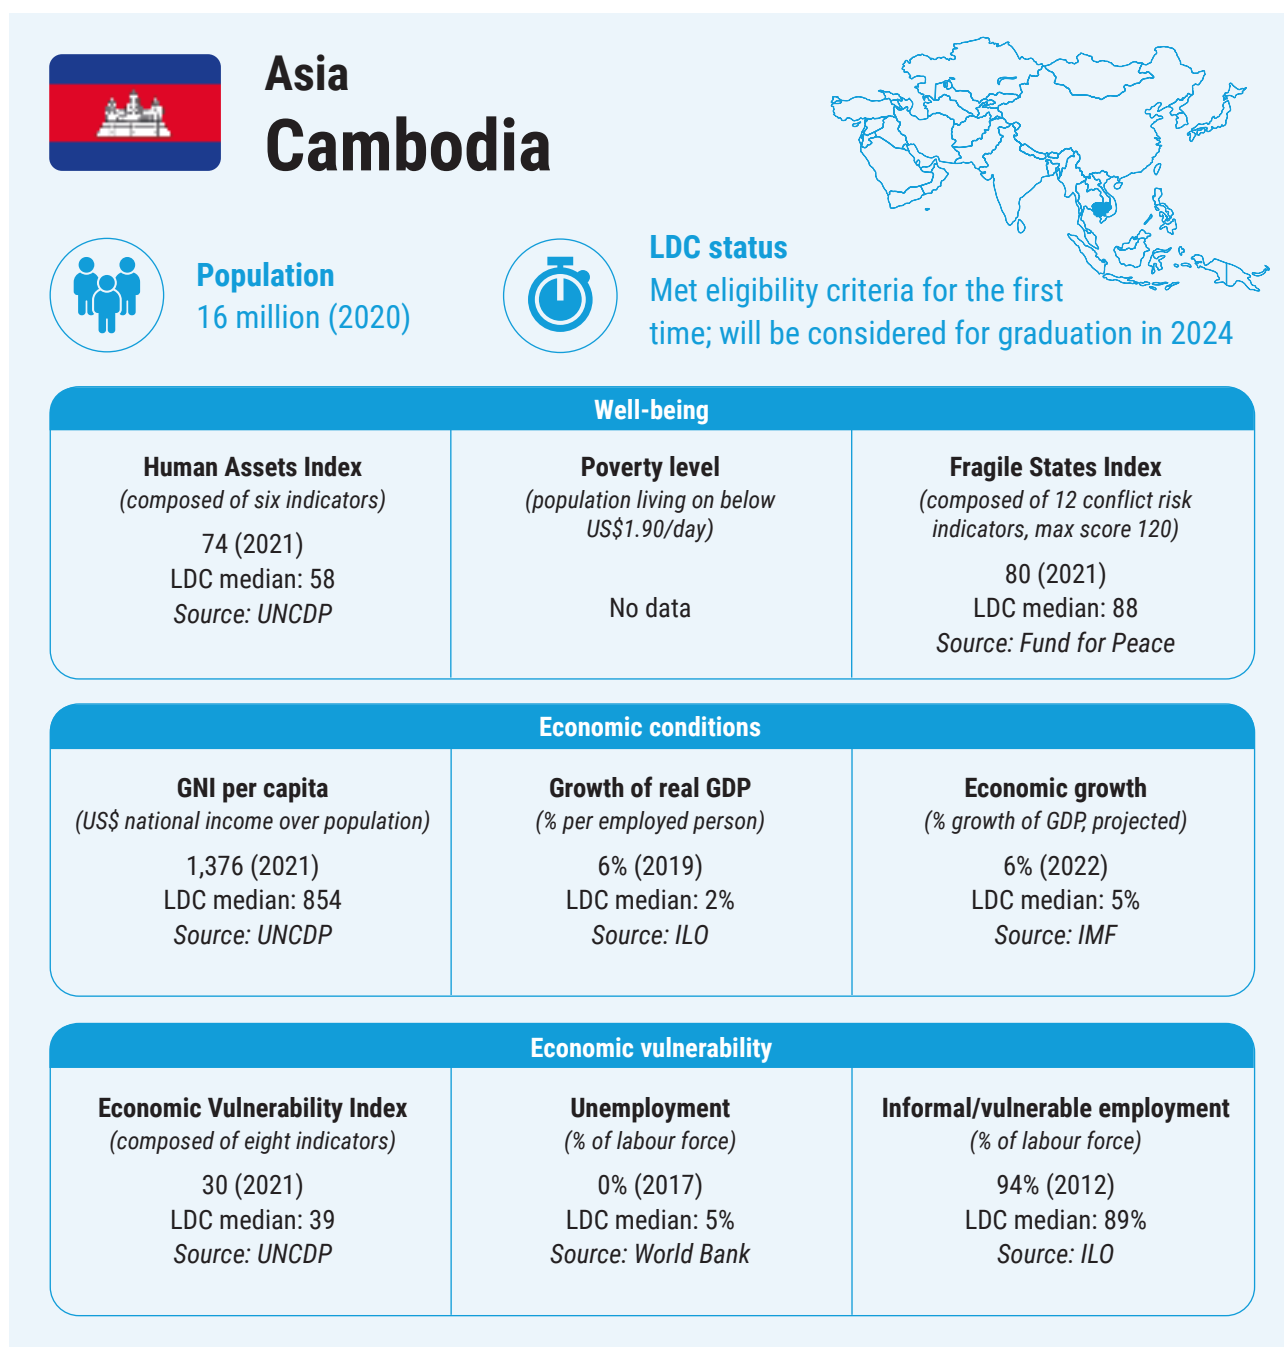 Asia
Cambodia
Population
16 million (2020)
LDC status
Met eligibility criteria for the first
time; will be considered for graduation in 2024
Well-being
Human Assets Index
(composed of six indicators)
74 (2021)
LDC median: 58
Source: UNCDP
Poverty level
(population living on below
US$1.90/day)
No data
Fragile States Index
(composed of 12 conflict risk
indicators, max score 120)
80 (2021)
LDC median: 88
Source: Fund for Peace
Economic conditions
GNI per capita
(US$ national income over population)
1,376 (2021)
LDC median: 854
Source: UNCDP
Growth of real GDP
(% per employed person)
6% (2019)
LDC median: 2%
Source: ILO
Economic growth
(% growth of GDP, projected)
6% (2022)
LDC median: 5%
Source: IMF
Economic vulnerability
Economic Vulnerability Index
(composed of eight indicators)
30 (2021)
LDC median: 39
Source: UNCDP
Unemployment
(% of labour force)
0% (2017)
LDC median: 5%
Source: World Bank
Informal/vulnerable employment
(% of labour force)
94% (2012)
LDC median: 89%
Source: ILO